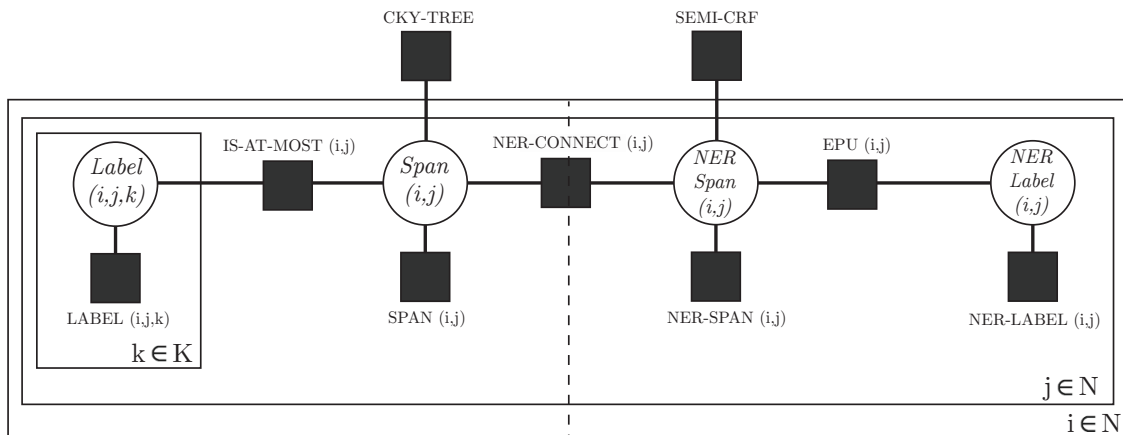 CKY-TREE
SEMI-CRF
IS-AT-MOST (i,j)
NER-CONNECT (i,j)
EPU (i,j)
Label
(i,j,k)
Span
(i,j)
NER
Span
(i,j)
NER
Label
(i,j)
LABEL (i,j,k)
SPAN (i,j)
NER-SPAN (i,j)
NER-LABEL (i,j)
k ∈ K
j ∈ N
i ∈ N